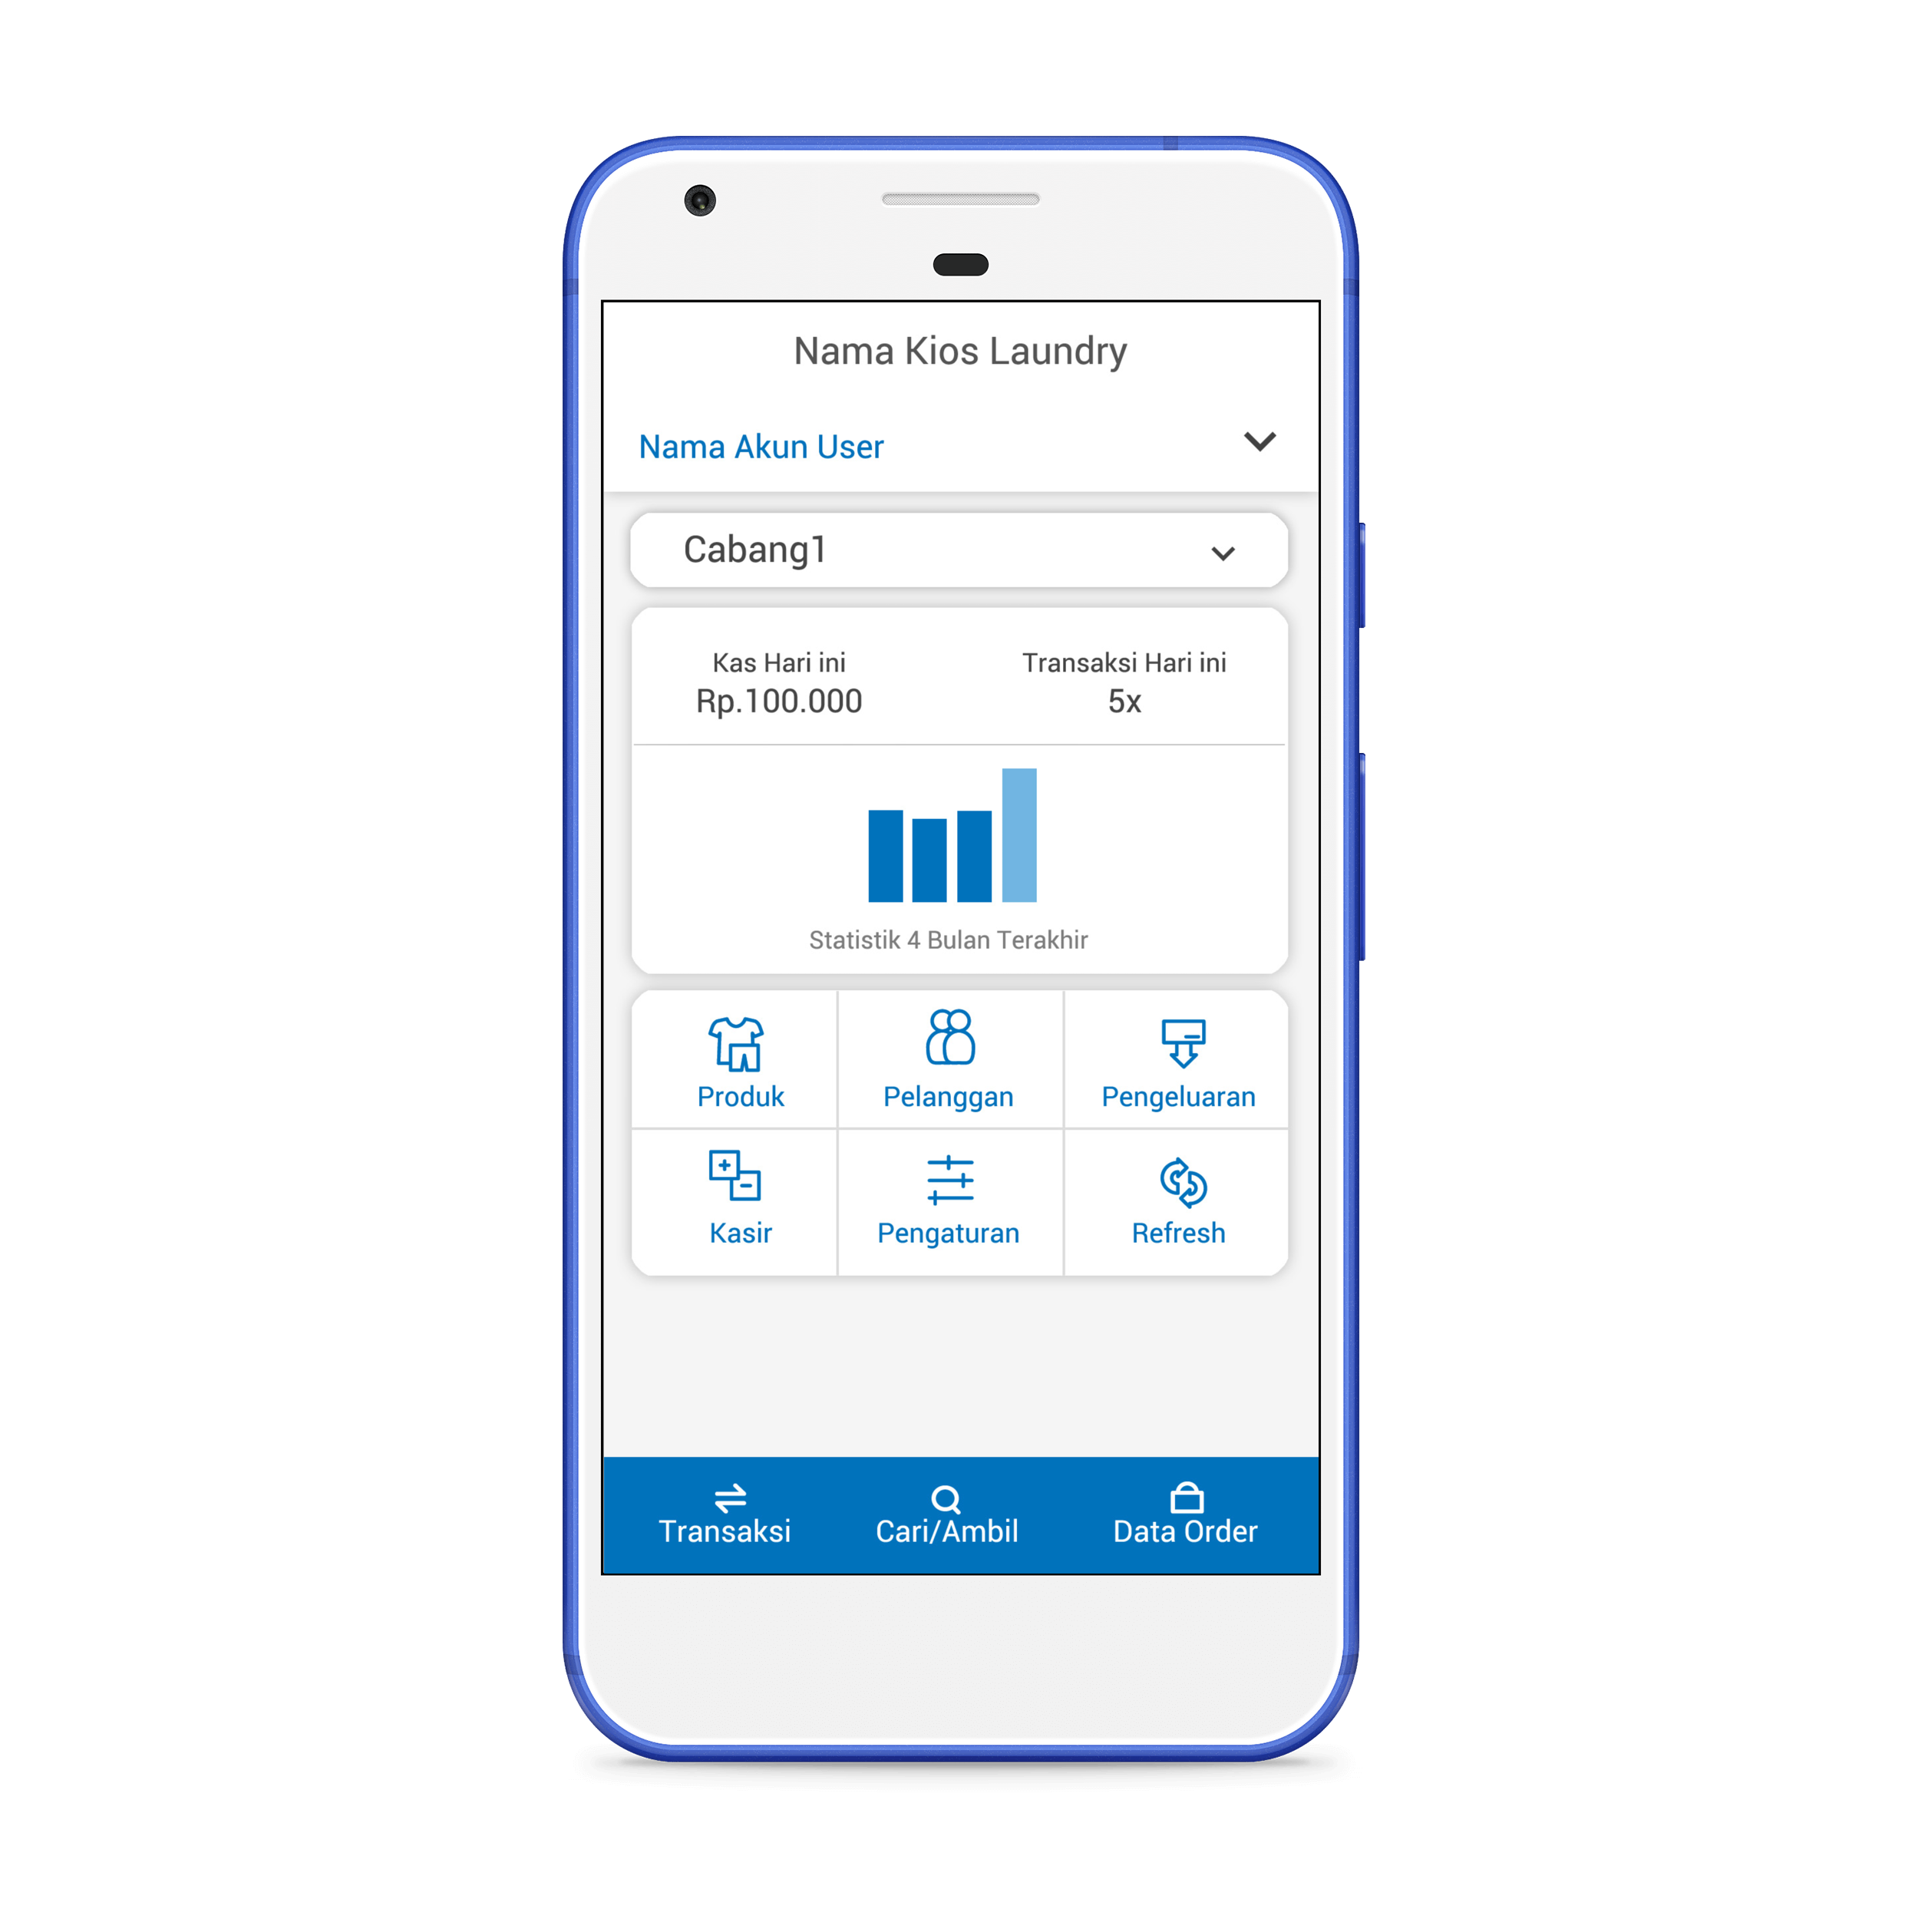 Nama Kios Laundry
Nama Akun User
Cabang1
Kas Hari ini
Rp.100.000
Transaksi Hari ini
5x
Statistik 4 Bulan Terakhir
Produk
Pelanggan
Pengeluaran
Kasir
Pengaturan
Refresh
Transaksi
Cari/Ambil
Data Order